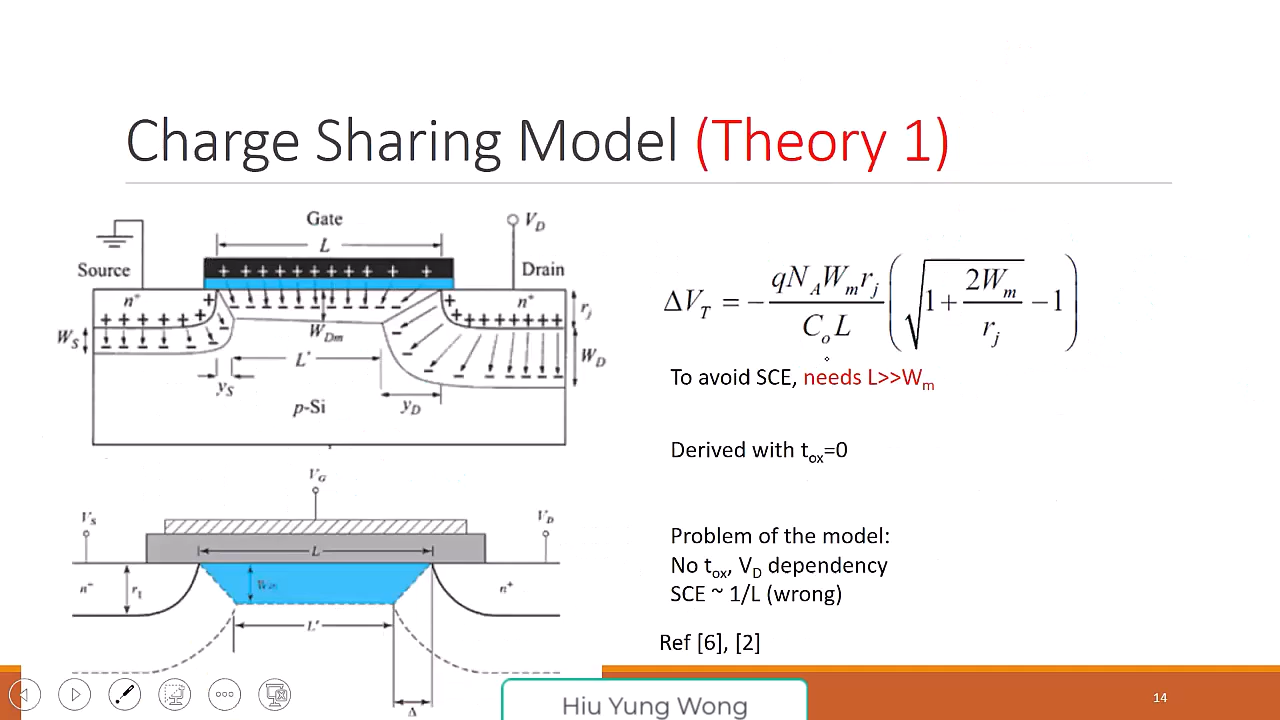 Charge Sharing Model (Theory 1)
Gate
L
V_D
Source
Drain
+ + + + + + + + + + + +
n⁺
n⁺
r_j
W_S
W_Dm
W_D
L'
y_S
y_D
p-Si
ΔV_T = − (qN_A W_m r_j / C_o L) (√(1 + 2W_m / r_j) − 1)
To avoid SCE, needs L>>W_m
Derived with t_ox=0
Problem of the model:
No t_ox, V_D dependency
SCE ~ 1/L (wrong)
Ref [6], [2]
V_G
V_S
V_D
L
n⁺
r_1
W_m
n⁺
L'
Δ
Hiu Yung Wong
14